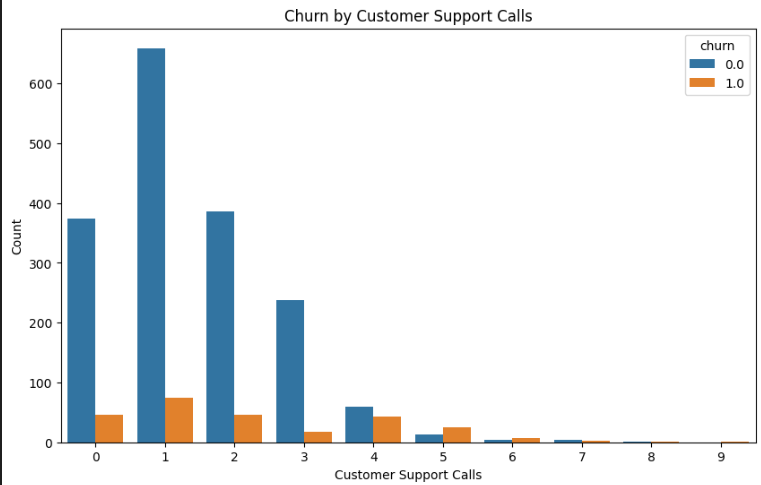 Churn by Customer Support Calls
churn
0.0
1.0
600
500
400
300
200
100
0
Count
0 1 2 3 4 5 6 7 8 9
Customer Support Calls